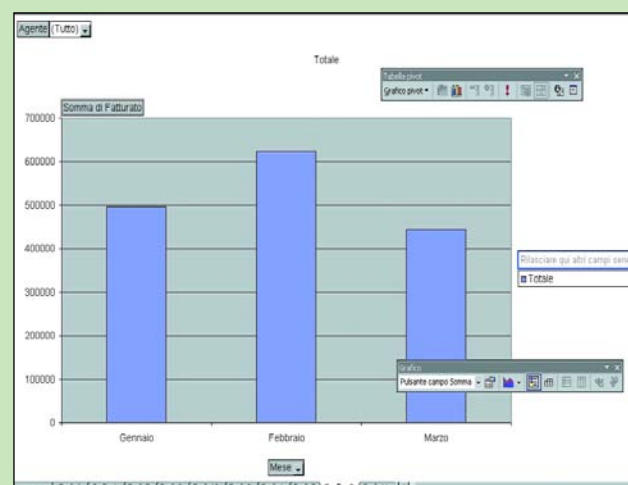 Agente (Tutto)
Totale
Tabella pivot
Grafico pivot
Somma di Fatturato
700000
600000
500000
400000
300000
200000
100000
0
Rilasciare qui altri campi serie
Totale
Grafico
Pulsante campo Somma
Gennaio
Febbraio
Marzo
Mese